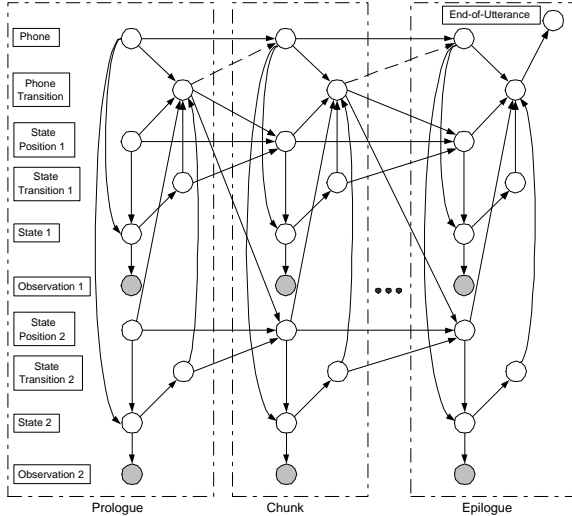 End-of-Utterance
Phone
Phone
Transition
State
Position 1
State
Transition 1
State 1
Observation 1
State
Position 2
State
Transition 2
State 2
Observation 2
Prologue
Chunk
Epilogue